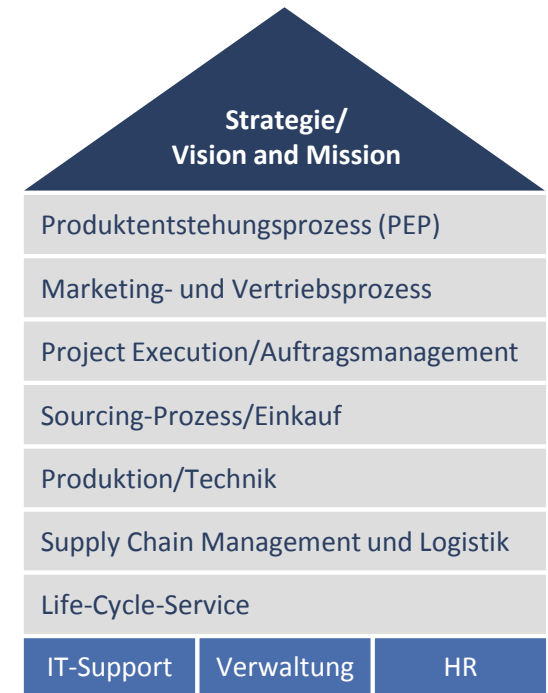 Strategie/
Vision and Mission
Produktentstehungsprozess (PEP)
Marketing- und Vertriebsprozess
Project Execution/Auftragsmanagement
Sourcing-Prozess/Einkauf
Produktion/Technik
Supply Chain Management und Logistik
Life-Cycle-Service
IT-Support Verwaltung HR